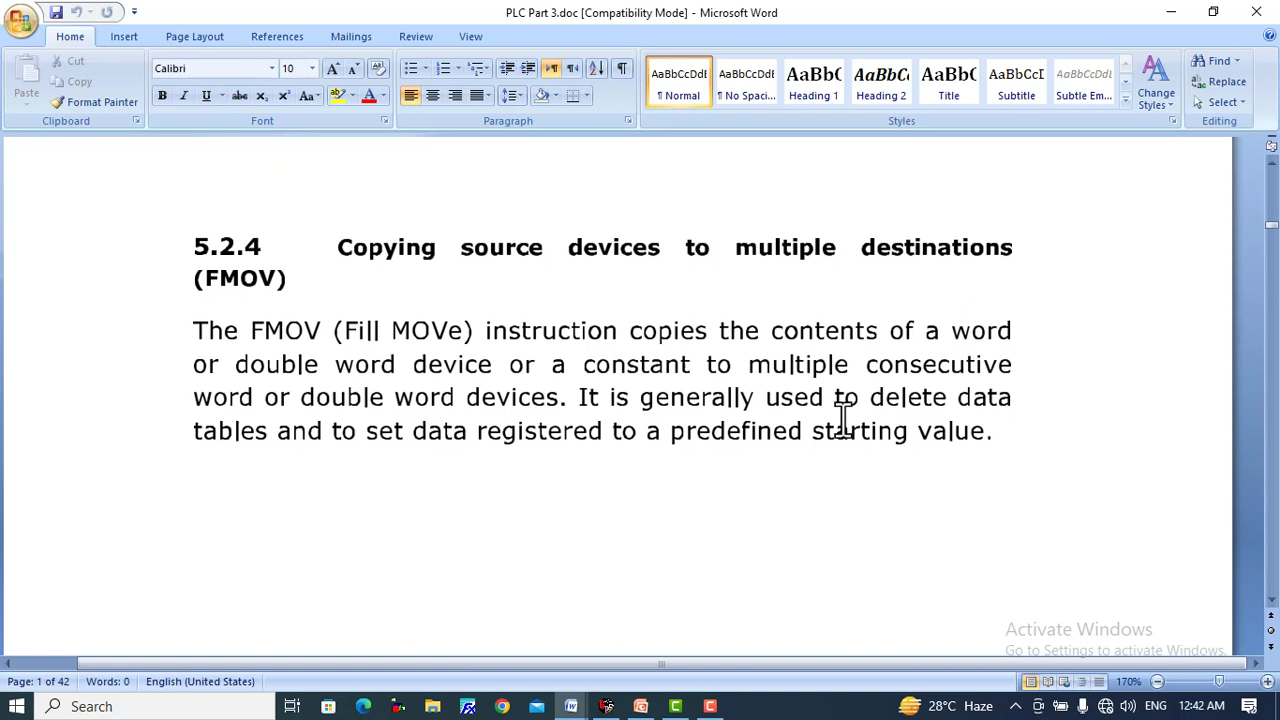 PLC Part 3.doc [Compatibility Mode] - Microsoft Word
Home Insert Page Layout References Mailings Review View
Paste Cut Copy Format Painter Clipboard
Calibri 10 Font
Paragraph
AaBbCcDdE ¶ Normal AaBbCcDdE ¶ No Spaci... AaBbC Heading 1 AaBbCc Heading 2 AaBbC Title AaBbCcI Subtitle AaBbCcDdE Subtle Em... Change Styles Styles
Find Replace Select Editing
5.2.4 Copying source devices to multiple destinations
(FMOV)
The FMOV (Fill MOVe) instruction copies the contents of a word
or double word device or a constant to multiple consecutive
word or double word devices. It is generally used to delete data
tables and to set data registered to a predefined starting value.
Activate Windows
Go to Settings to activate Windows.
Page: 1 of 42 Words: 0 English (United States) 170%
Search 28°C Haze ENG 12:42 AM